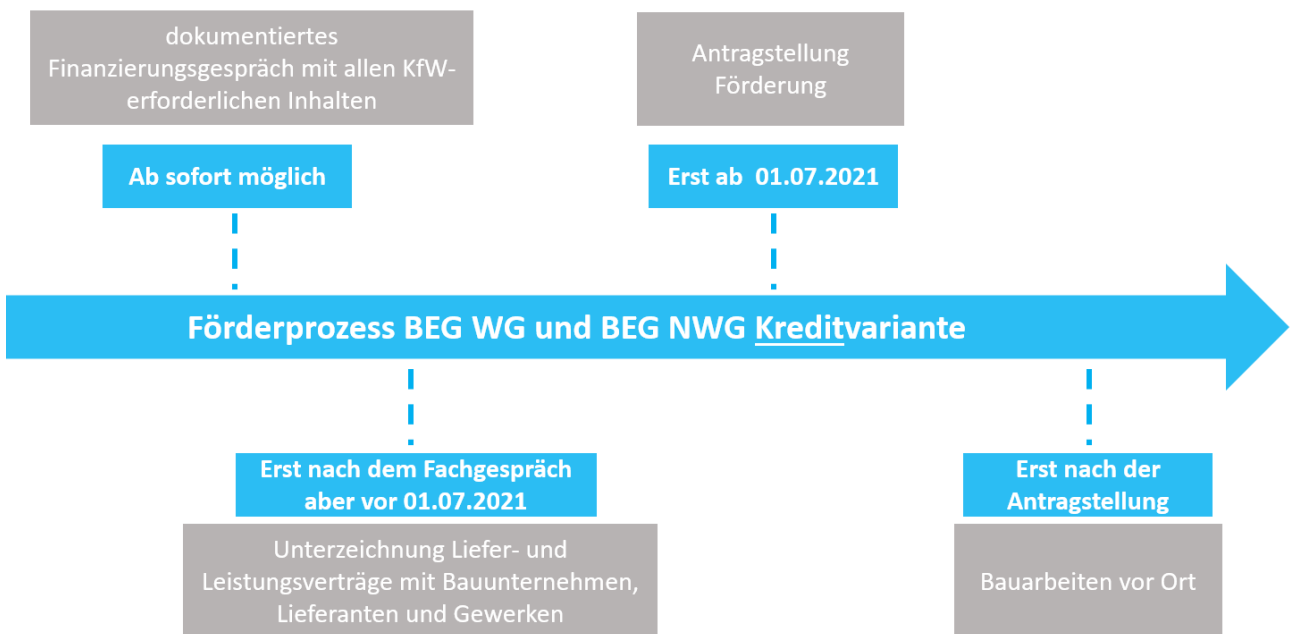 dokumentiertes
Finanzierungsgespräch mit allen KfW-
erforderlichen Inhalten
Ab sofort möglich
Antragstellung
Förderung
Erst ab 01.07.2021
Förderprozess BEG WG und BEG NWG Kreditvariante
Erst nach dem Fachgespräch
aber vor 01.07.2021
Unterzeichnung Liefer- und
Leistungsverträge mit Bauunternehmen,
Lieferanten und Gewerken
Erst nach der
Antragstellung
Bauarbeiten vor Ort